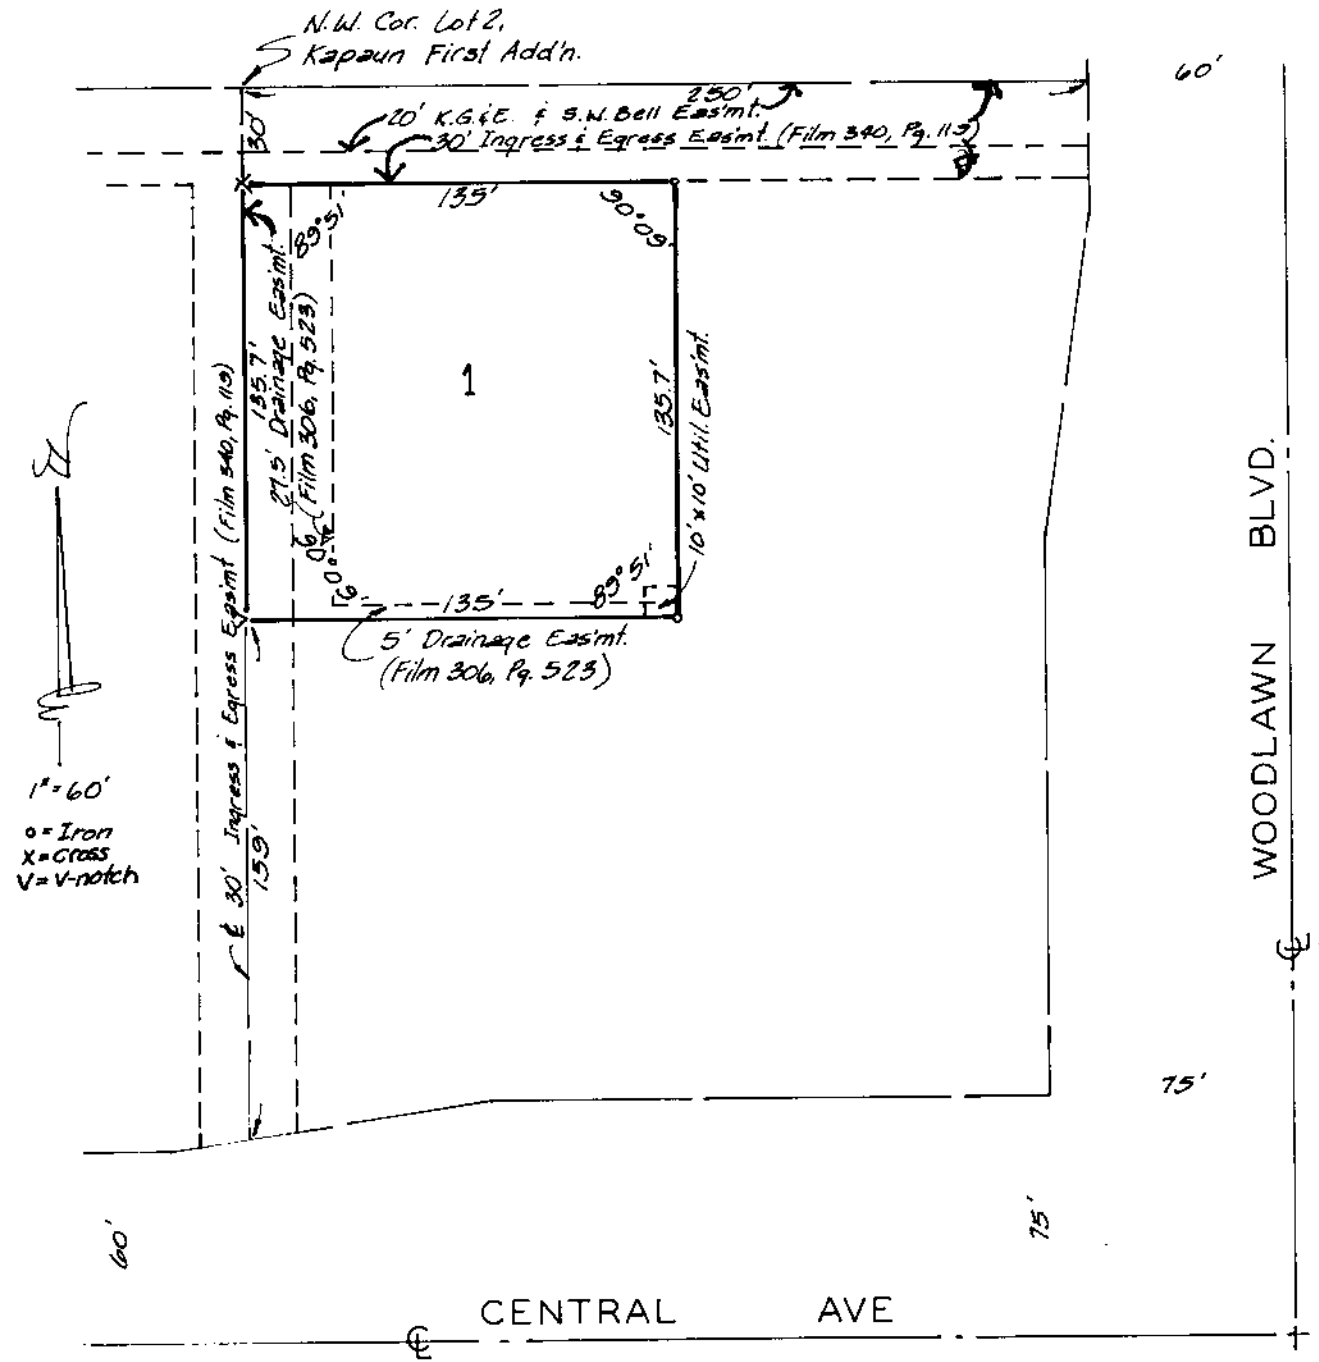 N.W. Cor. Lot 2,
Kapaun First Add'n.
60'
250'
20' K.G.&E. & S.W. Bell Eas'mt.
30' Ingress & Egress Eas'mt. (Film 340, Pg. 119)
30'
135'
89°51'
90°09'
135.7'
27.5' Drainage Eas'mt.
(Film 306, Pg. 523)
1
135.7'
10' x 10' Util. Eas'mt.
90°09'
135'
89°51'
5' Drainage Eas'mt.
(Film 306, Pg. 523)
℄ 30' Ingress & Egress Eas'mt (Film 340, Pg. 119)
159'
N
1"=60'
o = Iron
X = cross
V = V-notch
WOODLAWN BLVD.
℄
75'
60'
75'
CENTRAL AVE
℄